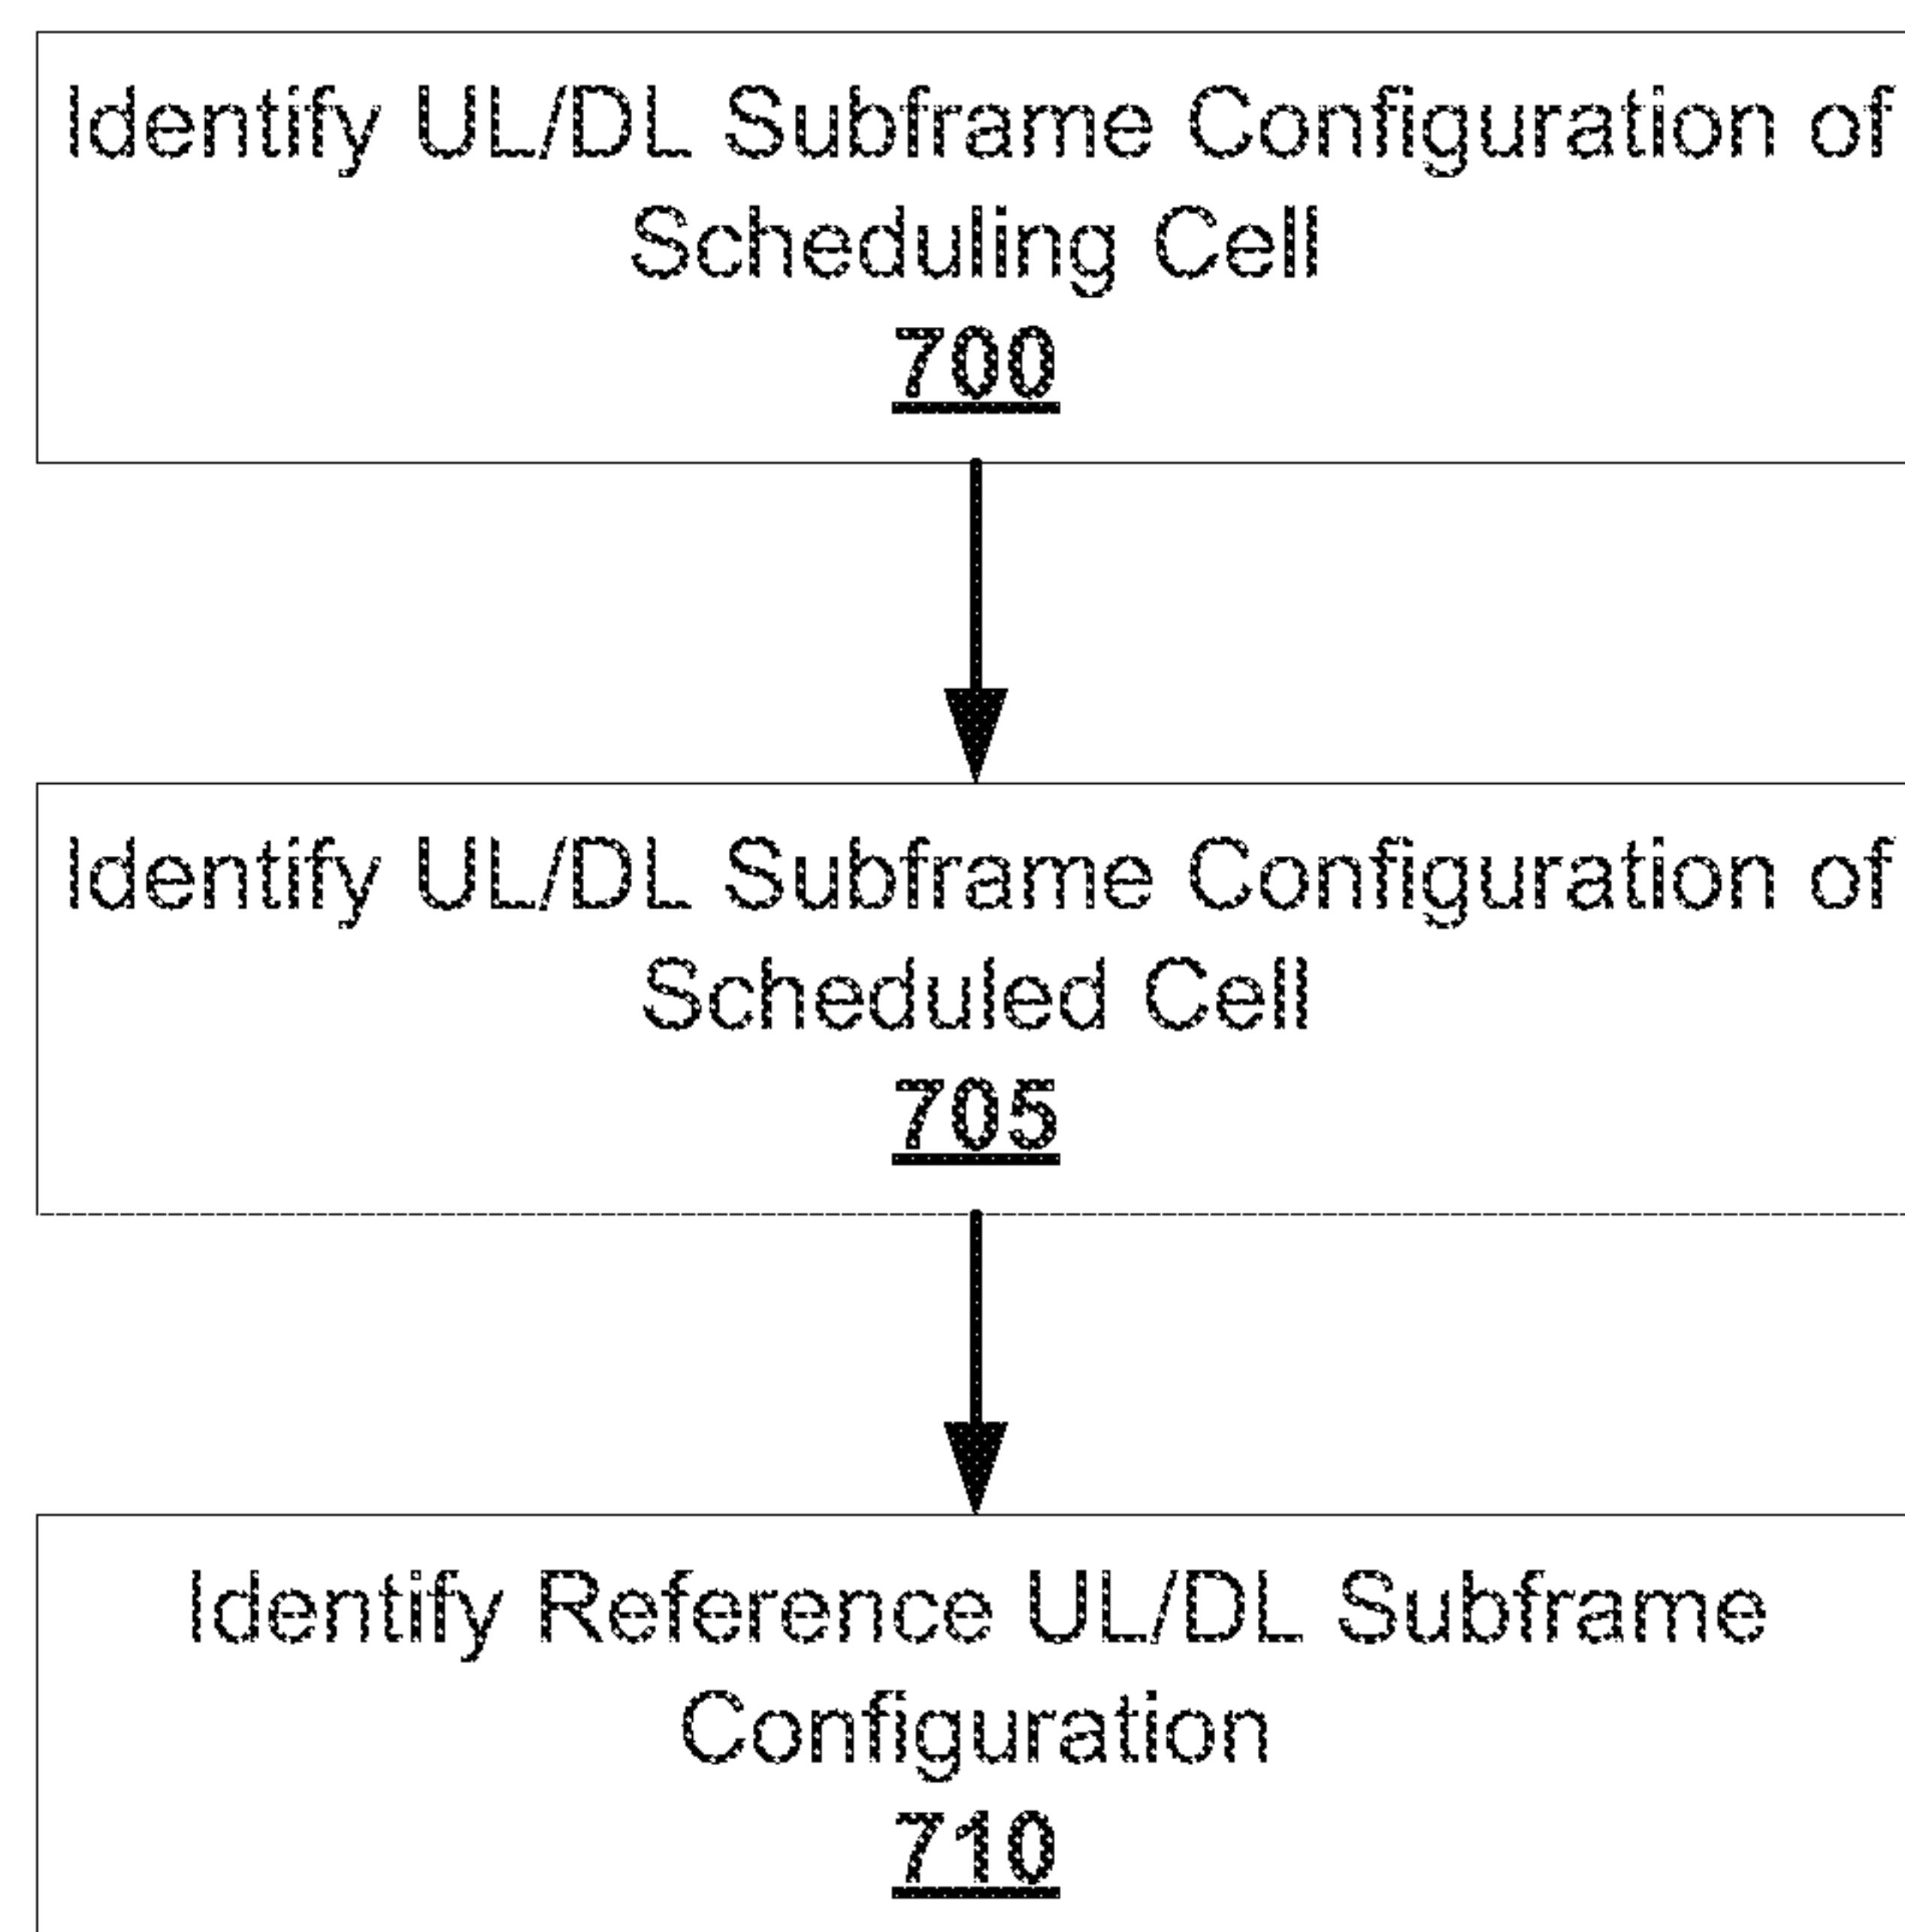 Identify UL/DL Subframe Configuration of
Scheduling Cell
700
Identify UL/DL Subframe Configuration of
Scheduled Cell
705
Identify Reference UL/DL Subframe
Configuration
710